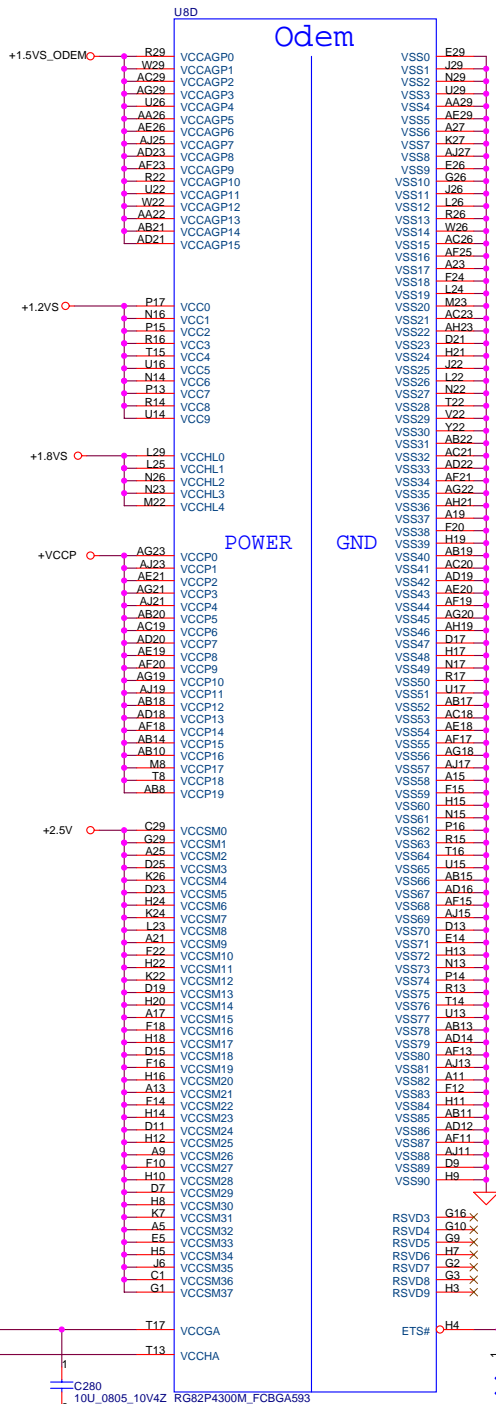 U8D
Odem
+1.5VS_ODEM
R29 VCCAGP0
W29 VCCAGP1
AC29 VCCAGP2
AG29 VCCAGP3
U26 VCCAGP4
AA26 VCCAGP5
AE26 VCCAGP6
AJ25 VCCAGP7
AD23 VCCAGP8
AF23 VCCAGP9
R22 VCCAGP10
U22 VCCAGP11
W22 VCCAGP12
AA22 VCCAGP13
AB21 VCCAGP14
AD21 VCCAGP15
+1.2VS
P17 VCC0
N16 VCC1
P15 VCC2
R16 VCC3
T15 VCC4
U16 VCC5
N14 VCC6
P13 VCC7
R14 VCC8
U14 VCC9
+1.8VS
L29 VCCHL0
L25 VCCHL1
N26 VCCHL2
N23 VCCHL3
M22 VCCHL4
POWER
GND
+VCCP
AG23 VCCP0
AJ23 VCCP1
AE21 VCCP2
AG21 VCCP3
AJ21 VCCP4
AB20 VCCP5
AC19 VCCP6
AD20 VCCP7
AE19 VCCP8
AF20 VCCP9
AG19 VCCP10
AJ19 VCCP11
AB18 VCCP12
AD18 VCCP13
AF18 VCCP14
AB14 VCCP15
AB10 VCCP16
M8 VCCP17
T8 VCCP18
AB8 VCCP19
+2.5V
C29 VCCSM0
G29 VCCSM1
A25 VCCSM2
D25 VCCSM3
K26 VCCSM4
D23 VCCSM5
H24 VCCSM6
K24 VCCSM7
L23 VCCSM8
A21 VCCSM9
F22 VCCSM10
H22 VCCSM11
K22 VCCSM12
D19 VCCSM13
H20 VCCSM14
A17 VCCSM15
F18 VCCSM16
H18 VCCSM17
D15 VCCSM18
F16 VCCSM19
H16 VCCSM20
A13 VCCSM21
F14 VCCSM22
H14 VCCSM23
D11 VCCSM24
H12 VCCSM25
A9 VCCSM26
F10 VCCSM27
H10 VCCSM28
D7 VCCSM29
H8 VCCSM30
K7 VCCSM31
A5 VCCSM32
E5 VCCSM33
H5 VCCSM34
J6 VCCSM35
C1 VCCSM36
G1 VCCSM37
T17 VCCGA
T13 VCCHA
VSS0 E29
VSS1 J29
VSS2 N29
VSS3 U29
VSS4 AA29
VSS5 AE29
VSS6 A27
VSS7 K27
VSS8 AJ27
VSS9 E26
VSS10 G26
VSS11 J26
VSS12 L26
VSS13 R26
VSS14 W26
VSS15 AC26
VSS16 AF25
VSS17 A23
VSS18 F24
VSS19 L24
VSS20 M23
VSS21 AC23
VSS22 AH23
VSS23 D21
VSS24 H21
VSS25 J22
VSS26 L22
VSS27 N22
VSS28 T22
VSS29 V22
VSS30 Y22
VSS31 AB22
VSS32 AC21
VSS33 AD22
VSS34 AF21
VSS35 AG22
VSS36 AH21
VSS37 A19
VSS38 F20
VSS39 H19
VSS40 AB19
VSS41 AC20
VSS42 AD19
VSS43 AE20
VSS44 AF19
VSS45 AG20
VSS46 AH19
VSS47 D17
VSS48 H17
VSS49 N17
VSS50 R17
VSS51 U17
VSS52 AB17
VSS53 AC18
VSS54 AE18
VSS55 AF17
VSS56 AG18
VSS57 AJ17
VSS58 A15
VSS59 F15
VSS60 H15
VSS61 N15
VSS62 P16
VSS63 R15
VSS64 T16
VSS65 U15
VSS66 AB15
VSS67 AD16
VSS68 AF15
VSS69 AJ15
VSS70 D13
VSS71 E14
VSS72 H13
VSS73 N13
VSS74 P14
VSS75 R13
VSS76 T14
VSS77 U13
VSS78 AB13
VSS79 AD14
VSS80 AF13
VSS81 AJ13
VSS82 A11
VSS83 F12
VSS84 H11
VSS85 AB11
VSS86 AD12
VSS87 AF11
VSS88 AJ11
VSS89 D9
VSS90 H9
RSVD3 G16
RSVD4 G10
RSVD5 G9
RSVD6 H7
RSVD7 G2
RSVD8 G3
RSVD9 H3
ETS# H4
1
1
C280
10U_0805_10V4Z
RG82P4300M_FCBGA593